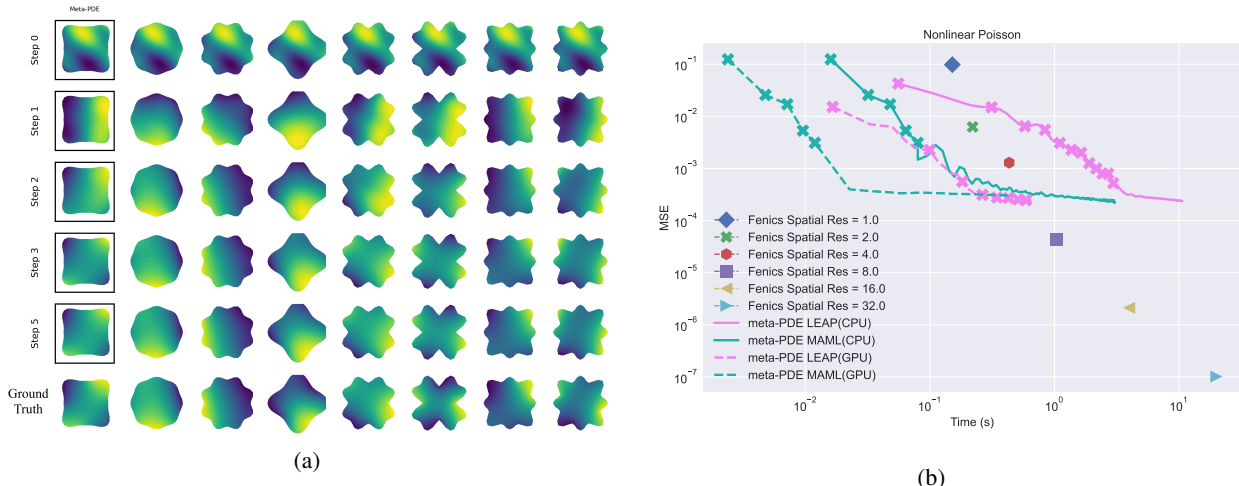 Meta-PDE
Step 0
Step 1
Step 2
Step 3
Step 5
Ground
Truth
(a)
Nonlinear Poisson
MSE
10⁻¹
10⁻²
10⁻³
10⁻⁴
10⁻⁵
10⁻⁶
10⁻⁷
Fenics Spatial Res = 1.0
Fenics Spatial Res = 2.0
Fenics Spatial Res = 4.0
Fenics Spatial Res = 8.0
Fenics Spatial Res = 16.0
Fenics Spatial Res = 32.0
meta-PDE LEAP(CPU)
meta-PDE MAML(CPU)
meta-PDE LEAP(GPU)
meta-PDE MAML(GPU)
10⁻² 10⁻¹ 10⁰ 10¹
Time (s)
(b)